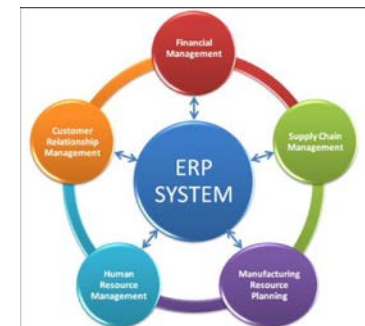 Financial
Management
Customer
Relationship
Management
Supply Chain
Management
ERP
SYSTEM
Human
Resource
Management
Manufacturing
Resource
Planning